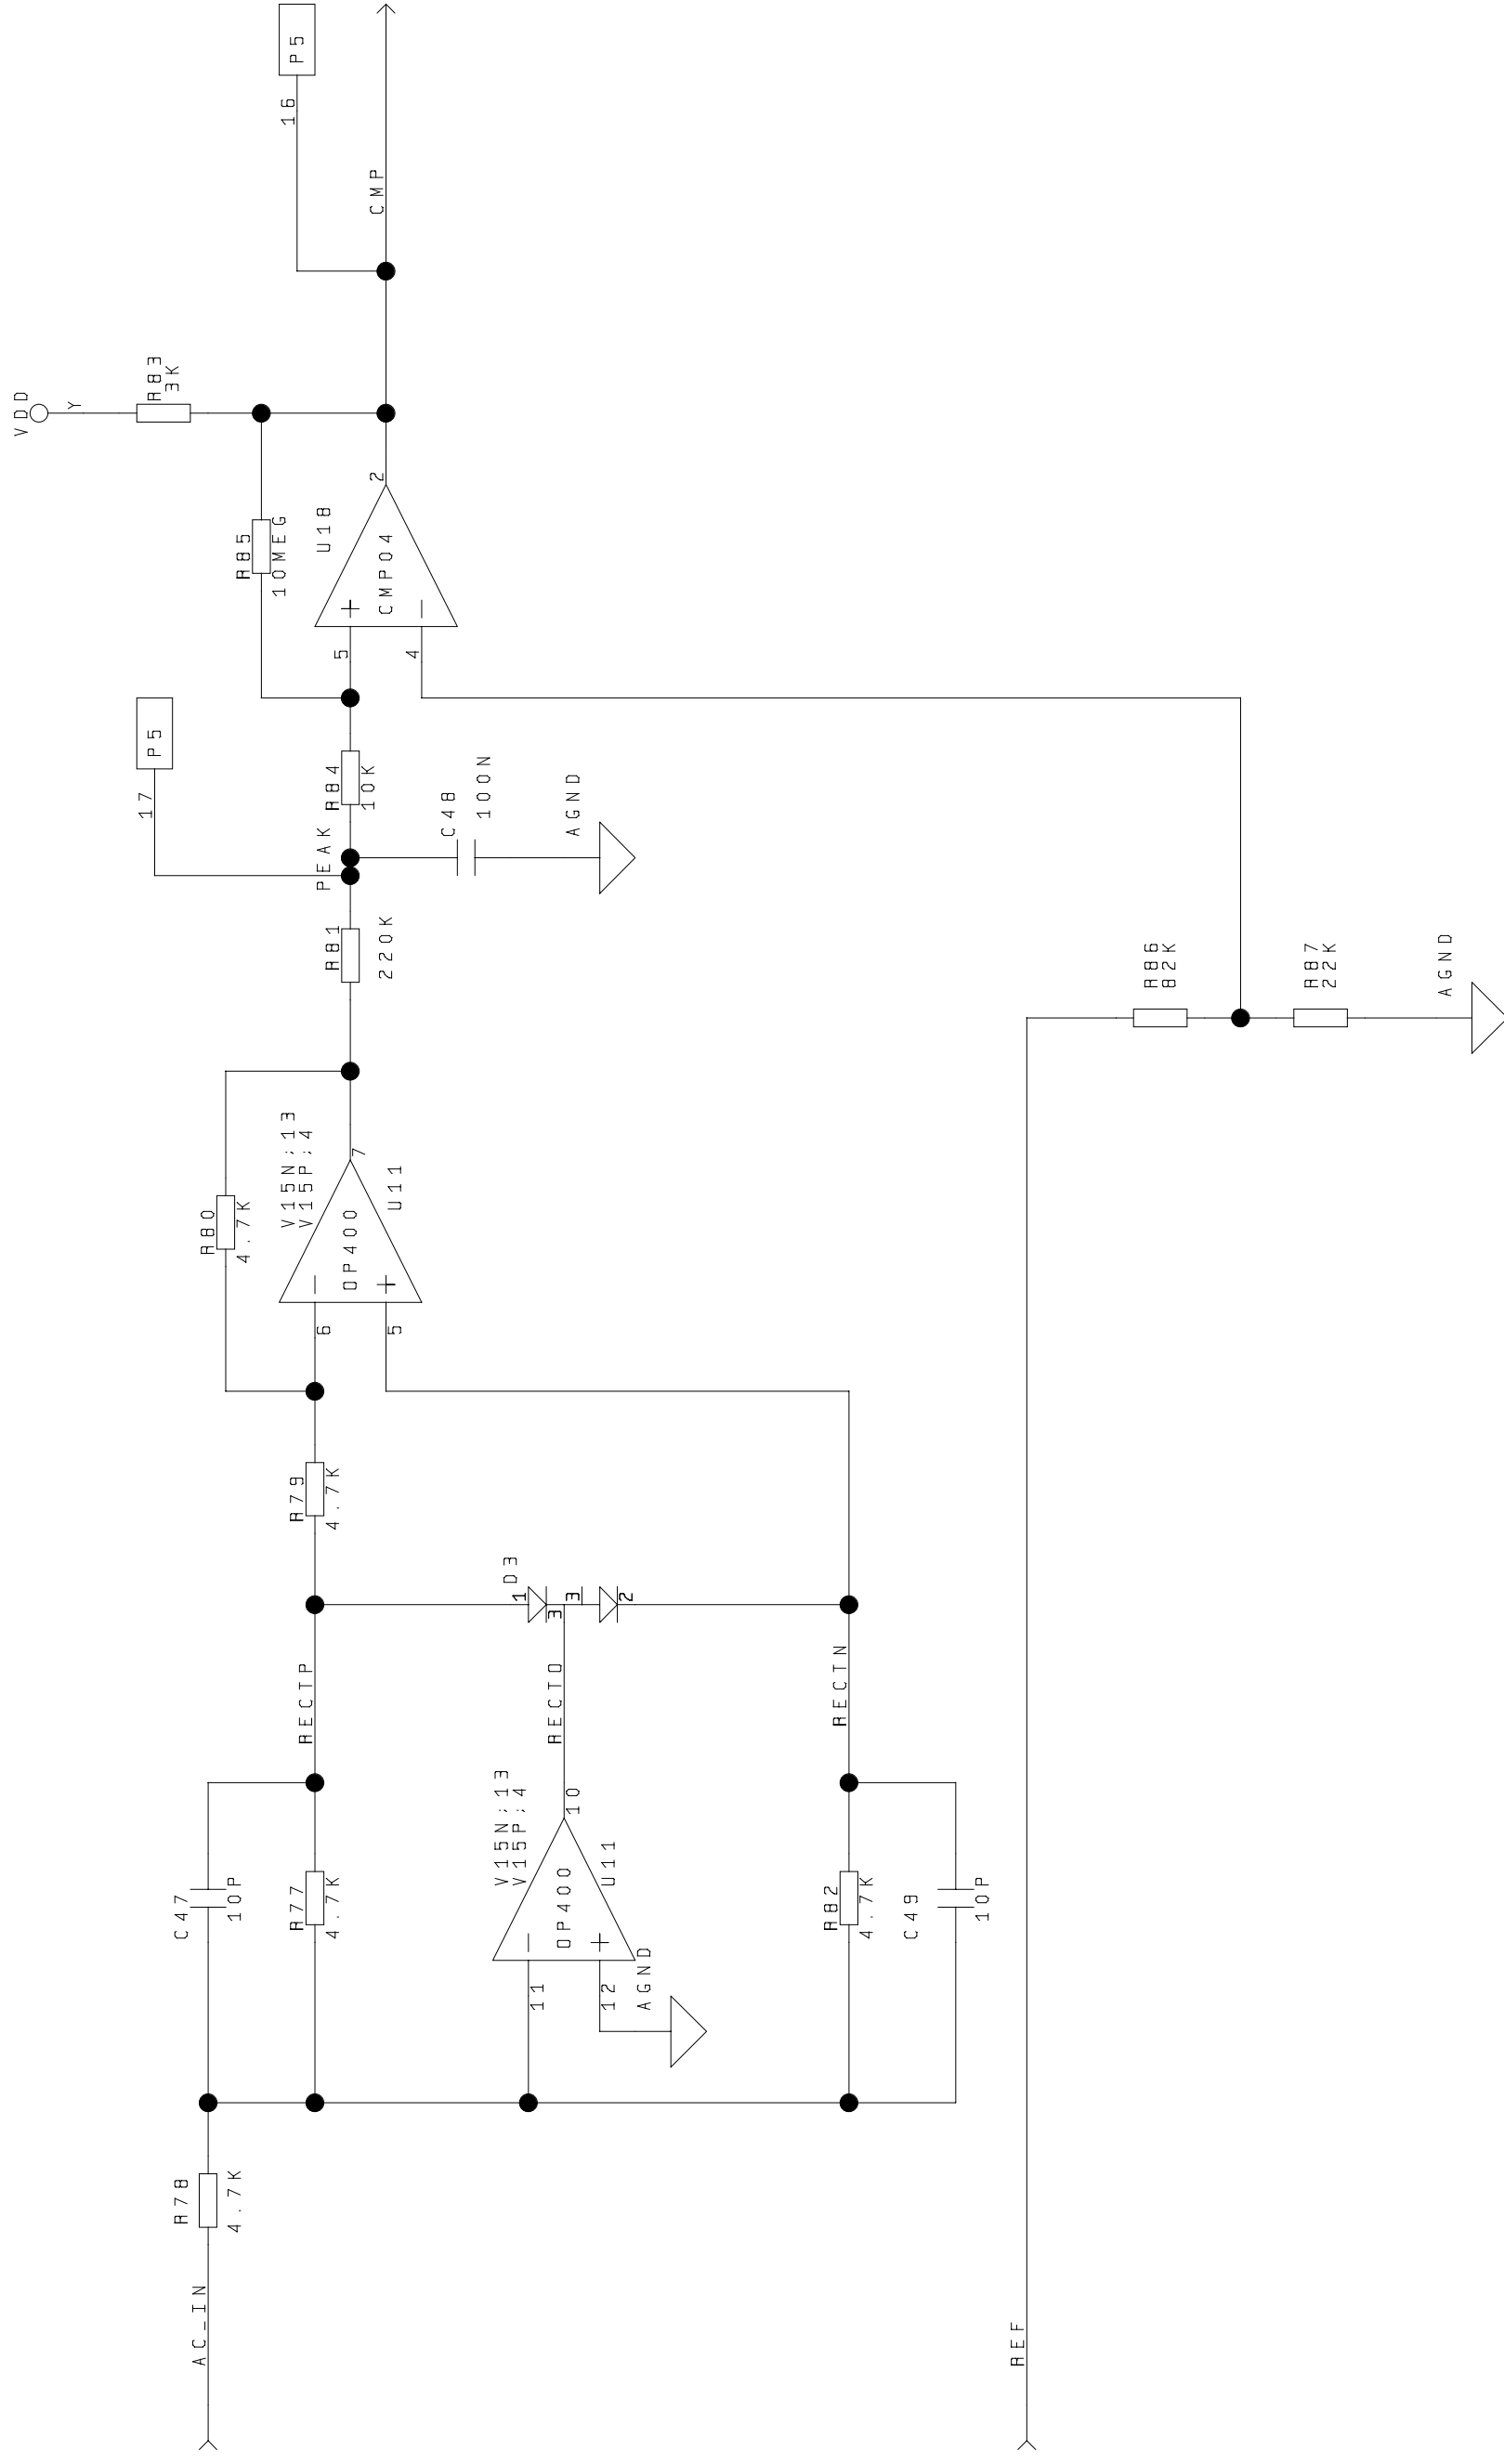 AC_IN
R78
4.7K
C47
10P
R77
4.7K
RECTP
V15N;13
V15P;4
OP400
U11
11
12
10
AGND
RECTO
R82
4.7K
C49
10P
RECTN
D3
1
3
3
2
R79
4.7K
R80
4.7K
V15N;13
V15P;4
OP400
U11
6
5
7
R81
220K
PEAK
17
P5
C48
100N
AGND
R84
10K
R85
10MEG
5
4
U18
CMP04
2
VDD
Y
R83
3K
CMP
16
P5
REF
R86
82K
R87
22K
AGND